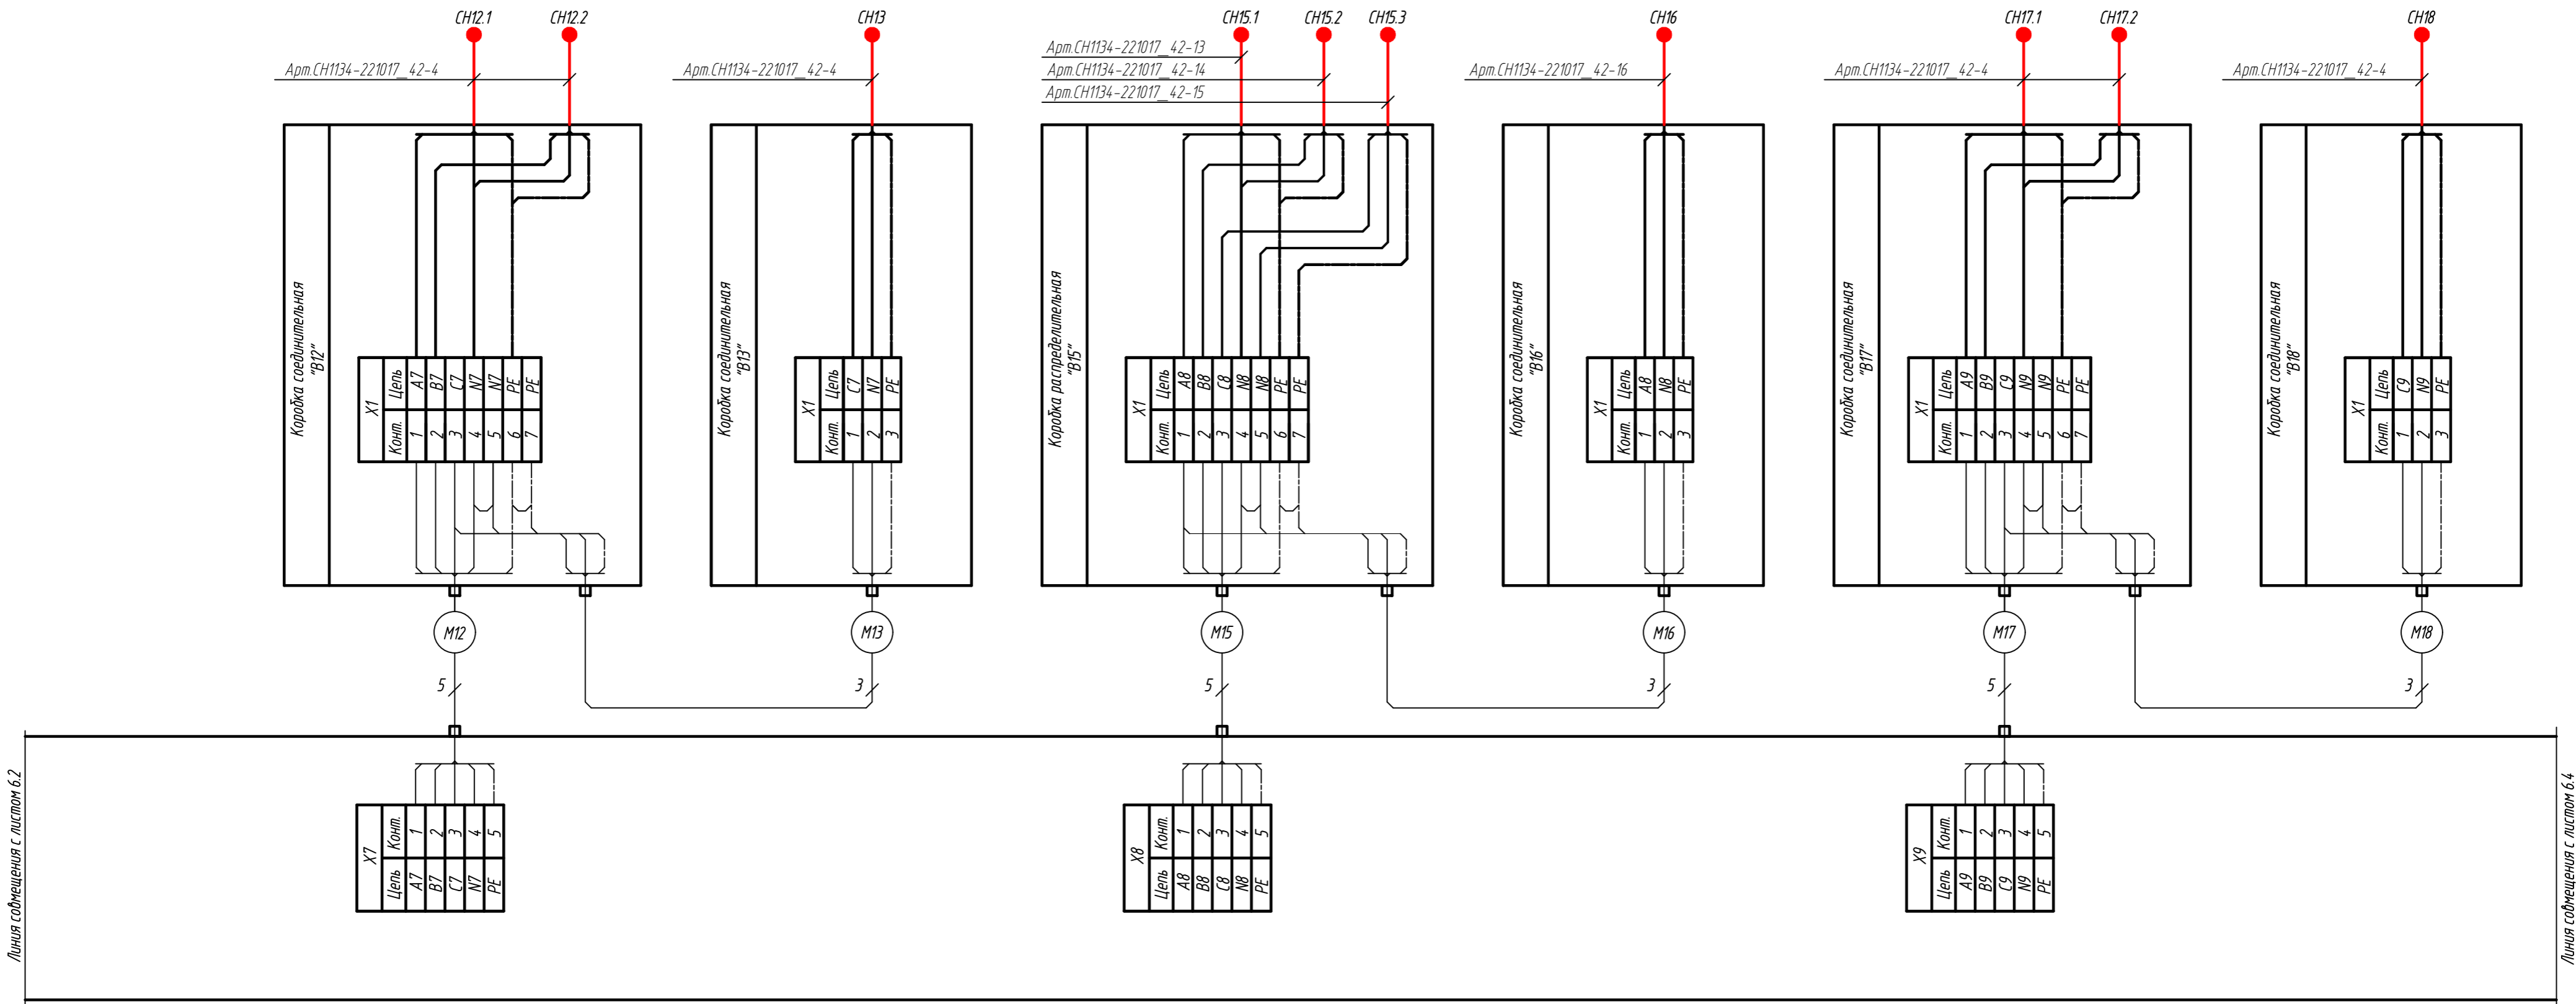 СН12.1
СН12.2
СН13
СН15.1
СН15.2
СН15.3
СН16
СН17.1
СН17.2
СН18
Арт.СН1134-221017_42-4
Арт.СН1134-221017_42-4
Арт.СН1134-221017_42-13
Арт.СН1134-221017_42-14
Арт.СН1134-221017_42-15
Арт.СН1134-221017_42-16
Арт.СН1134-221017_42-4
Арт.СН1134-221017_42-4
Коробка соединительная
"В12"
X1
Конт. Цепь
1 A7
2 B7
3 C7
4 N7
5 N7
6 PE
7 PE
Коробка соединительная
"В13"
X1
Конт. Цепь
1 C7
2 N7
3 PE
Коробка распределительная
"В15"
X1
Конт. Цепь
1 A8
2 B8
3 C8
4 N8
5 N8
6 PE
7 PE
Коробка соединительная
"В16"
X1
Конт. Цепь
1 A8
2 N8
3 PE
Коробка соединительная
"В17"
X1
Конт. Цепь
1 A9
2 B9
3 C9
4 N9
5 N9
6 PE
7 PE
Коробка соединительная
"В18"
X1
Конт. Цепь
1 C9
2 N9
3 PE
М12
М13
М15
М16
М17
М18
5
3
5
3
5
3
Линия совмещения с листом 6.2
X7
Цепь Конт.
A7 1
B7 2
C7 3
N7 4
PE 5
X8
Цепь Конт.
A8 1
B8 2
C8 3
N8 4
PE 5
X9
Цепь Конт.
A9 1
B9 2
C9 3
N9 4
PE 5
Линия совмещения с листом 6.4